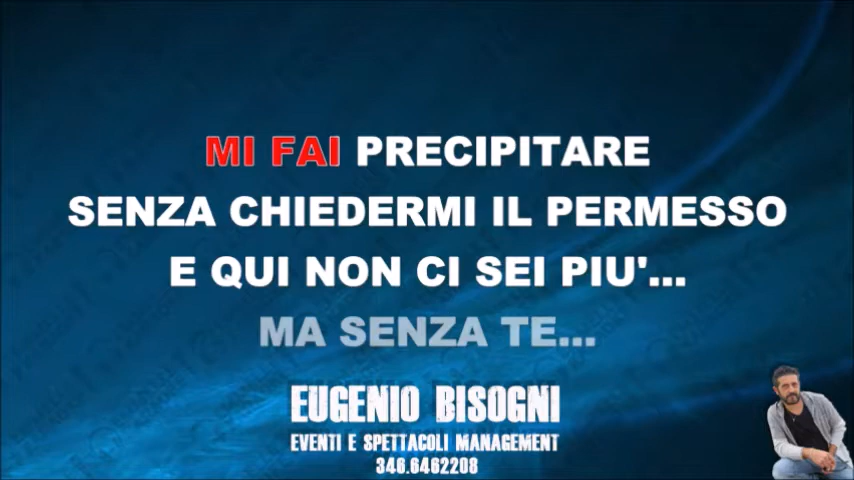 MI FAI PRECIPITARE
SENZA CHIEDERMI IL PERMESSO
E QUI NON CI SEI PIU'...
MA SENZA TE...
EUGENIO BISOGNI
EVENTI E SPETTACOLI MANAGEMENT
346.6462208